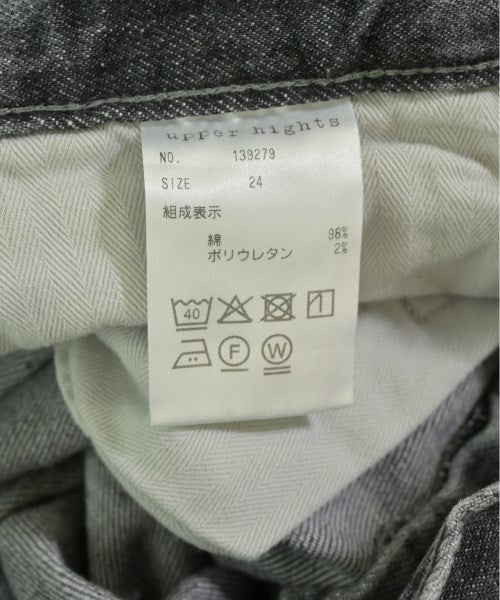 upper hights
NO. 139279
SIZE 24
組成表示
綿 98%
ポリウレタン 2%
40
F W